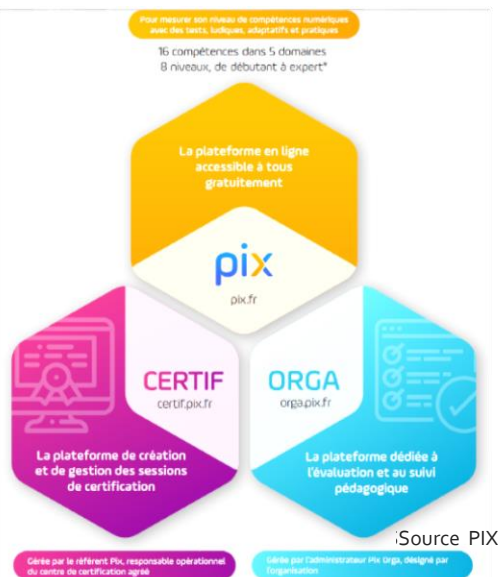 Pour mesurer son niveau de compétences numériques
avec des tests, ludiques, adaptatifs et pratiques
16 compétences dans 5 domaines
8 niveaux, de débutant à expert*
La plateforme en ligne
accessible à tous
gratuitement
pix
pix.fr
CERTIF
certif.pix.fr
La plateforme de création
et de gestion des sessions
de certification
ORGA
orga.pix.fr
La plateforme dédiée à
l'évaluation et au suivi
pédagogique
Source PIX
Gérée par le référent Pix, responsable opérationnel
du centre de certification agréé
Gérée par l'administrateur Pix Orga, désigné par
l'organisation